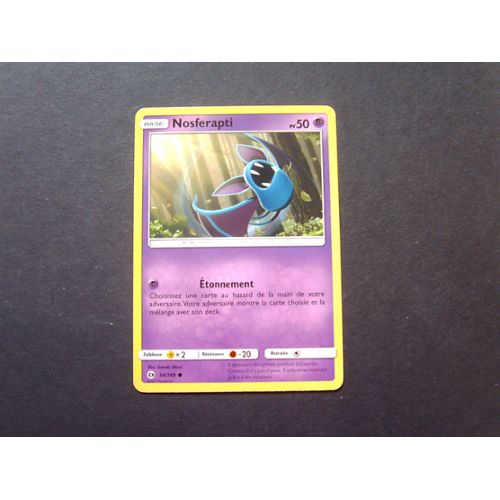 BASE Nosferapti PV50
Étonnement
Choisissez une carte au hasard de la main de votre
adversaire. Votre adversaire montre la carte choisie et la
mélange avec son deck.
Faiblesse ×2 Résistance -20 Retraite
54/149